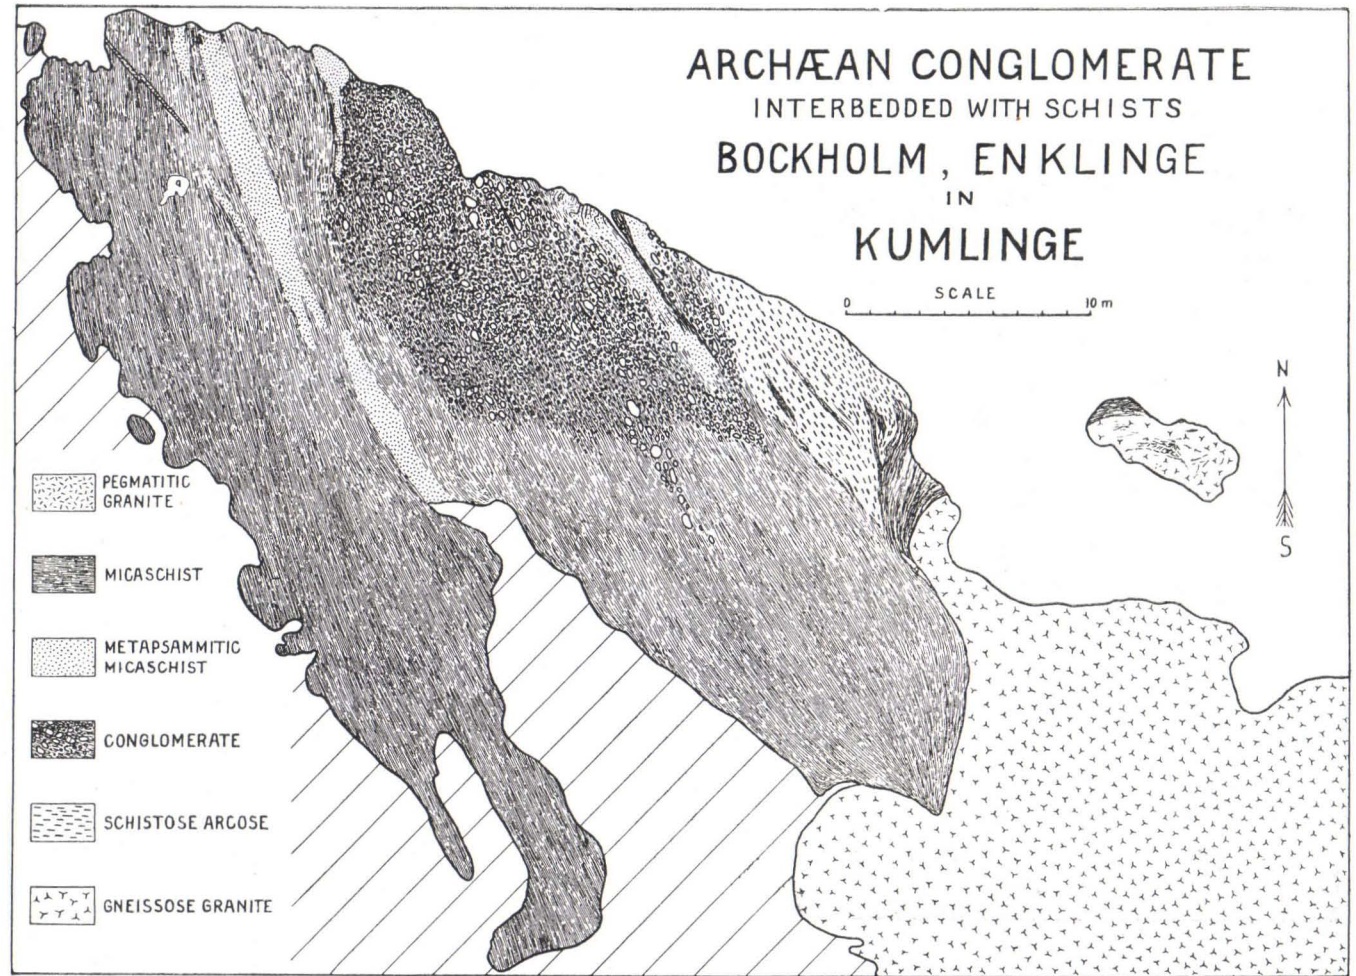 ARCHÆAN CONGLOMERATE
INTERBEDDED WITH SCHISTS
BOCKHOLM, ENKLINGE
IN
KUMLINGE
SCALE
0 10 m
N
S
PEGMATITIC
GRANITE
MICASCHIST
METAPSAMMITIC
MICASCHIST
CONGLOMERATE
SCHISTOSE ARCOSE
GNEISSOSE GRANITE